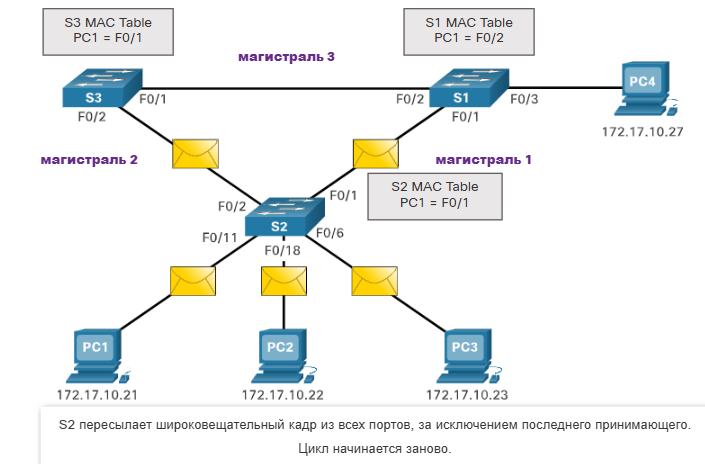 S3 MAC Table
PC1 = F0/1
S1 MAC Table
PC1 = F0/2
магистраль 3
S3
F0/1
F0/2
F0/2
S1
F0/3
F0/1
PC4
172.17.10.27
магистраль 2
магистраль 1
S2 MAC Table
PC1 = F0/1
F0/2
F0/1
S2
F0/11
F0/6
F0/18
PC1
PC2
PC3
172.17.10.21
172.17.10.22
172.17.10.23
S2 пересылает широковещательный кадр из всех портов, за исключением последнего принимающего.
Цикл начинается заново.